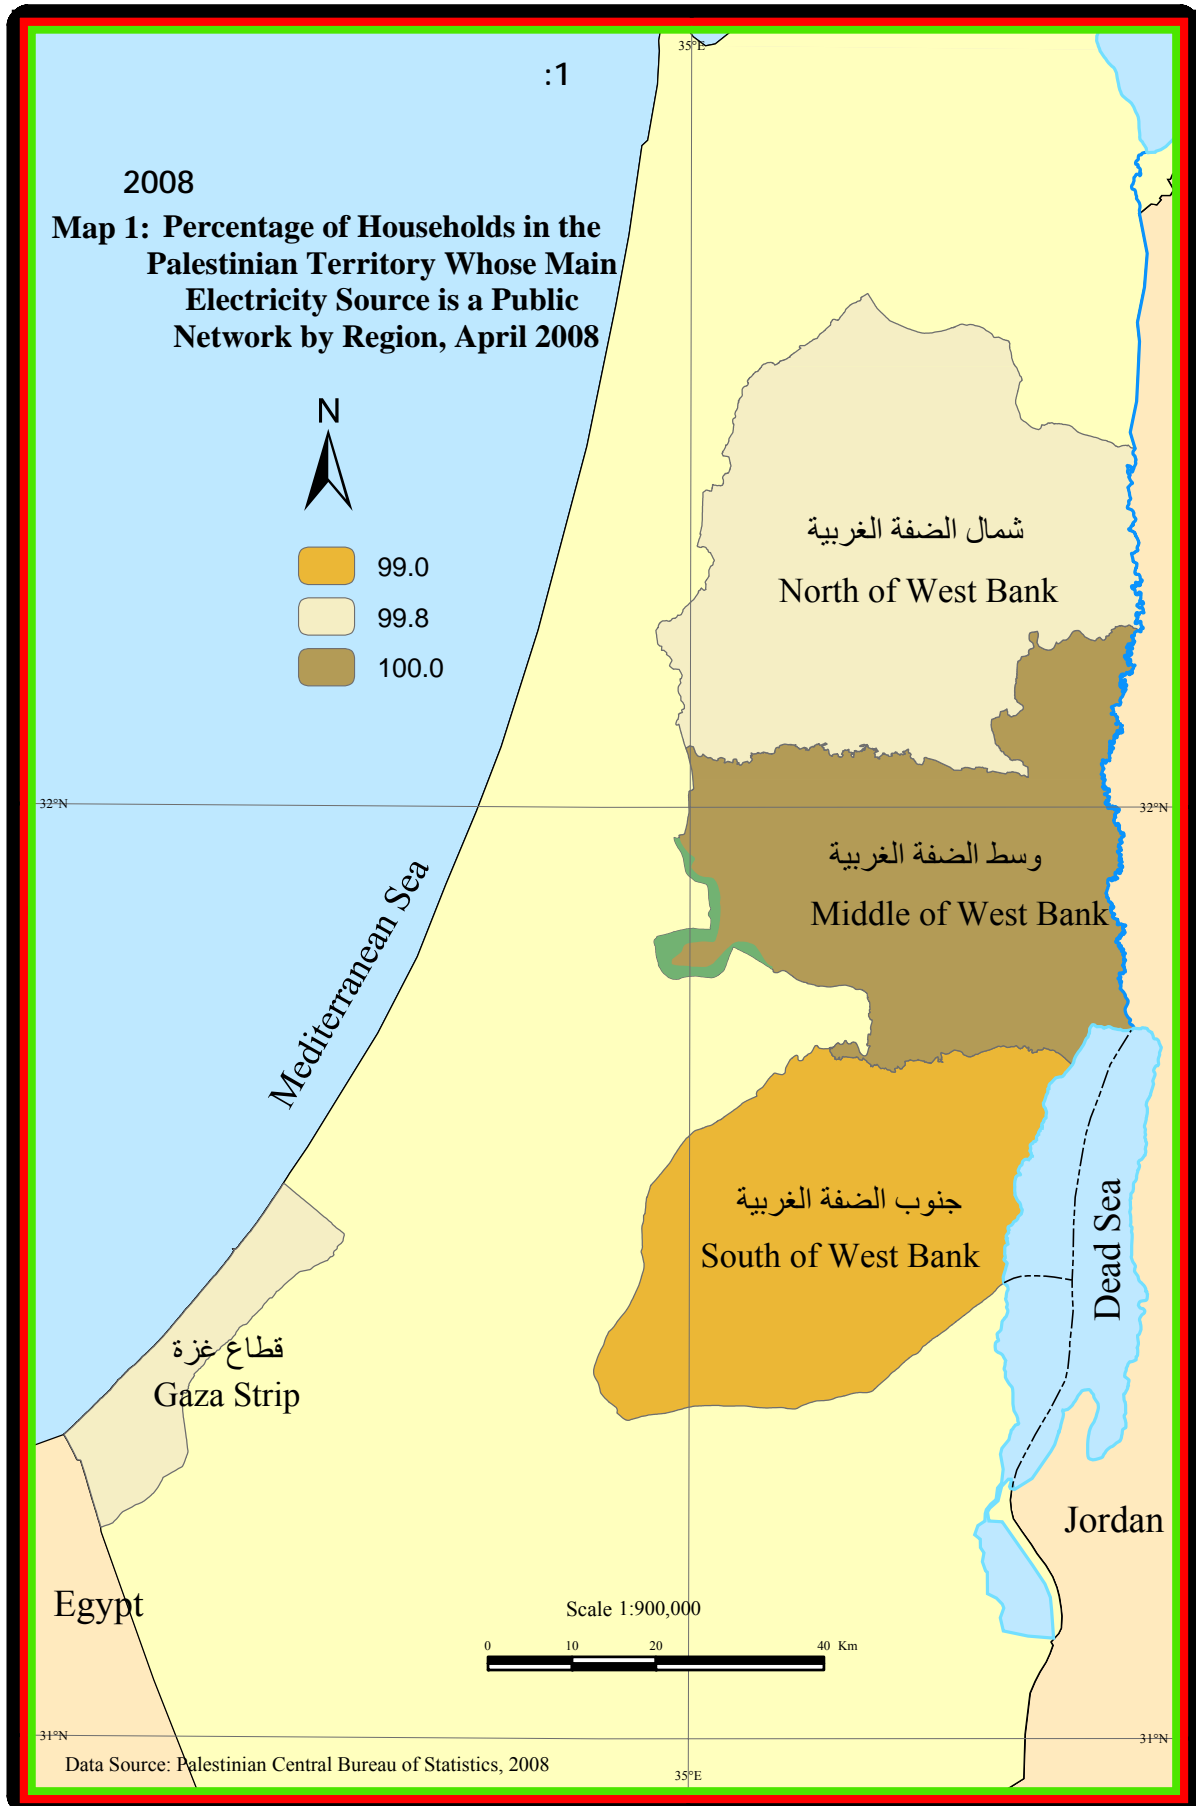 35°E
:1
2008
Map 1: Percentage of Households in the
Palestinian Territory Whose Main
Electricity Source is a Public
Network by Region, April 2008
N
99.0
99.8
100.0
شمال الضفة الغربية
North of West Bank
32°N
32°N
وسط الضفة الغربية
Middle of West Bank
Mediterranean Sea
جنوب الضفة الغربية
South of West Bank
Dead Sea
قطاع غزة
Gaza Strip
Jordan
Egypt
Scale 1:900,000
0 10 20 40 Km
31°N
31°N
Data Source: Palestinian Central Bureau of Statistics, 2008
35°E